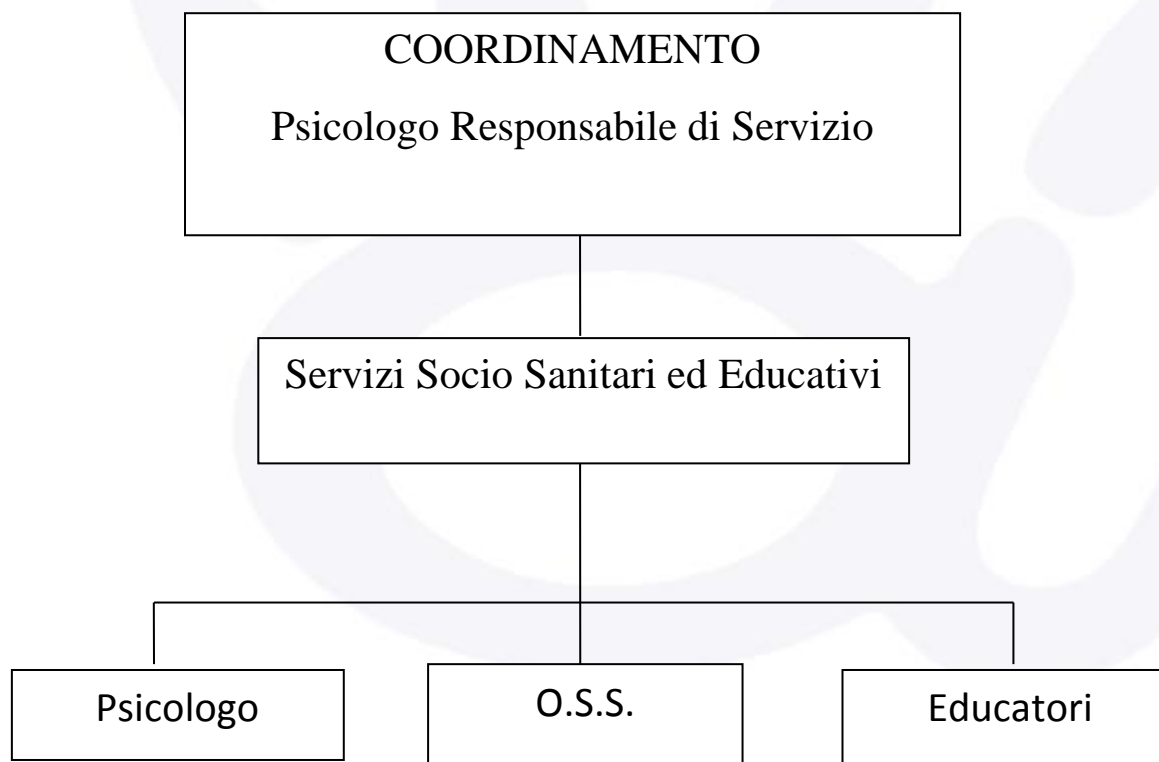 COORDINAMENTO
Psicologo Responsabile di Servizio
Servizi Socio Sanitari ed Educativi
Psicologo
O.S.S.
Educatori